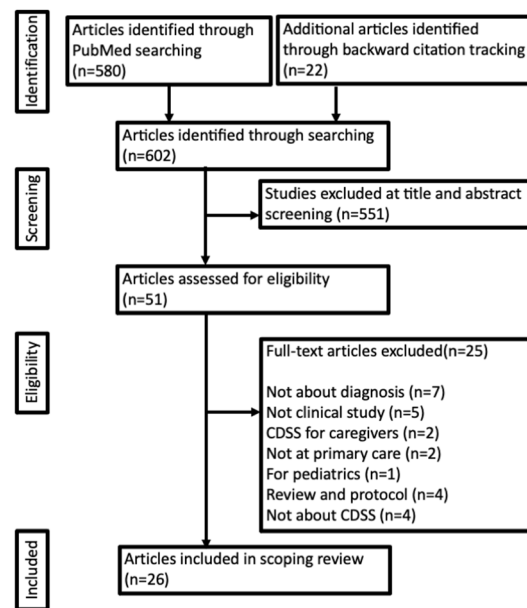 Identification
Articles identified through
PubMed searching
(n=580)
Additional articles identified
through backward citation tracking
(n=22)
Articles identified through searching
(n=602)
Screening
Studies excluded at title and abstract
screening (n=551)
Articles assessed for eligibility
(n=51)
Eligibility
Full-text articles excluded(n=25)
Not about diagnosis (n=7)
Not clinical study (n=5)
CDSS for caregivers (n=2)
Not at primary care (n=2)
For pediatrics (n=1)
Review and protocol (n=4)
Not about CDSS (n=4)
Included
Articles included in scoping review
(n=26)